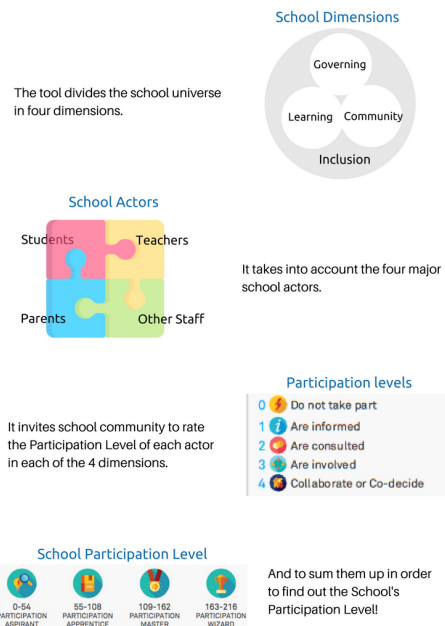 School Dimensions
Governing
Learning
Community
Inclusion
The tool divides the school universe
in four dimensions.
School Actors
Students
Teachers
Parents
Other Staff
It takes into account the four major
school actors.
Participation levels
0 Do not take part
1 Are informed
2 Are consulted
3 Are involved
4 Collaborate or Co-decide
It invites school community to rate
the Participation Level of each actor
in each of the 4 dimensions.
School Participation Level
0-54
PARTICIPATION
ASPIRANT
55-108
PARTICIPATION
APPRENTICE
109-162
PARTICIPATION
MASTER
163-216
PARTICIPATION
WIZARD
And to sum them up in order
to find out the School's
Participation Level!